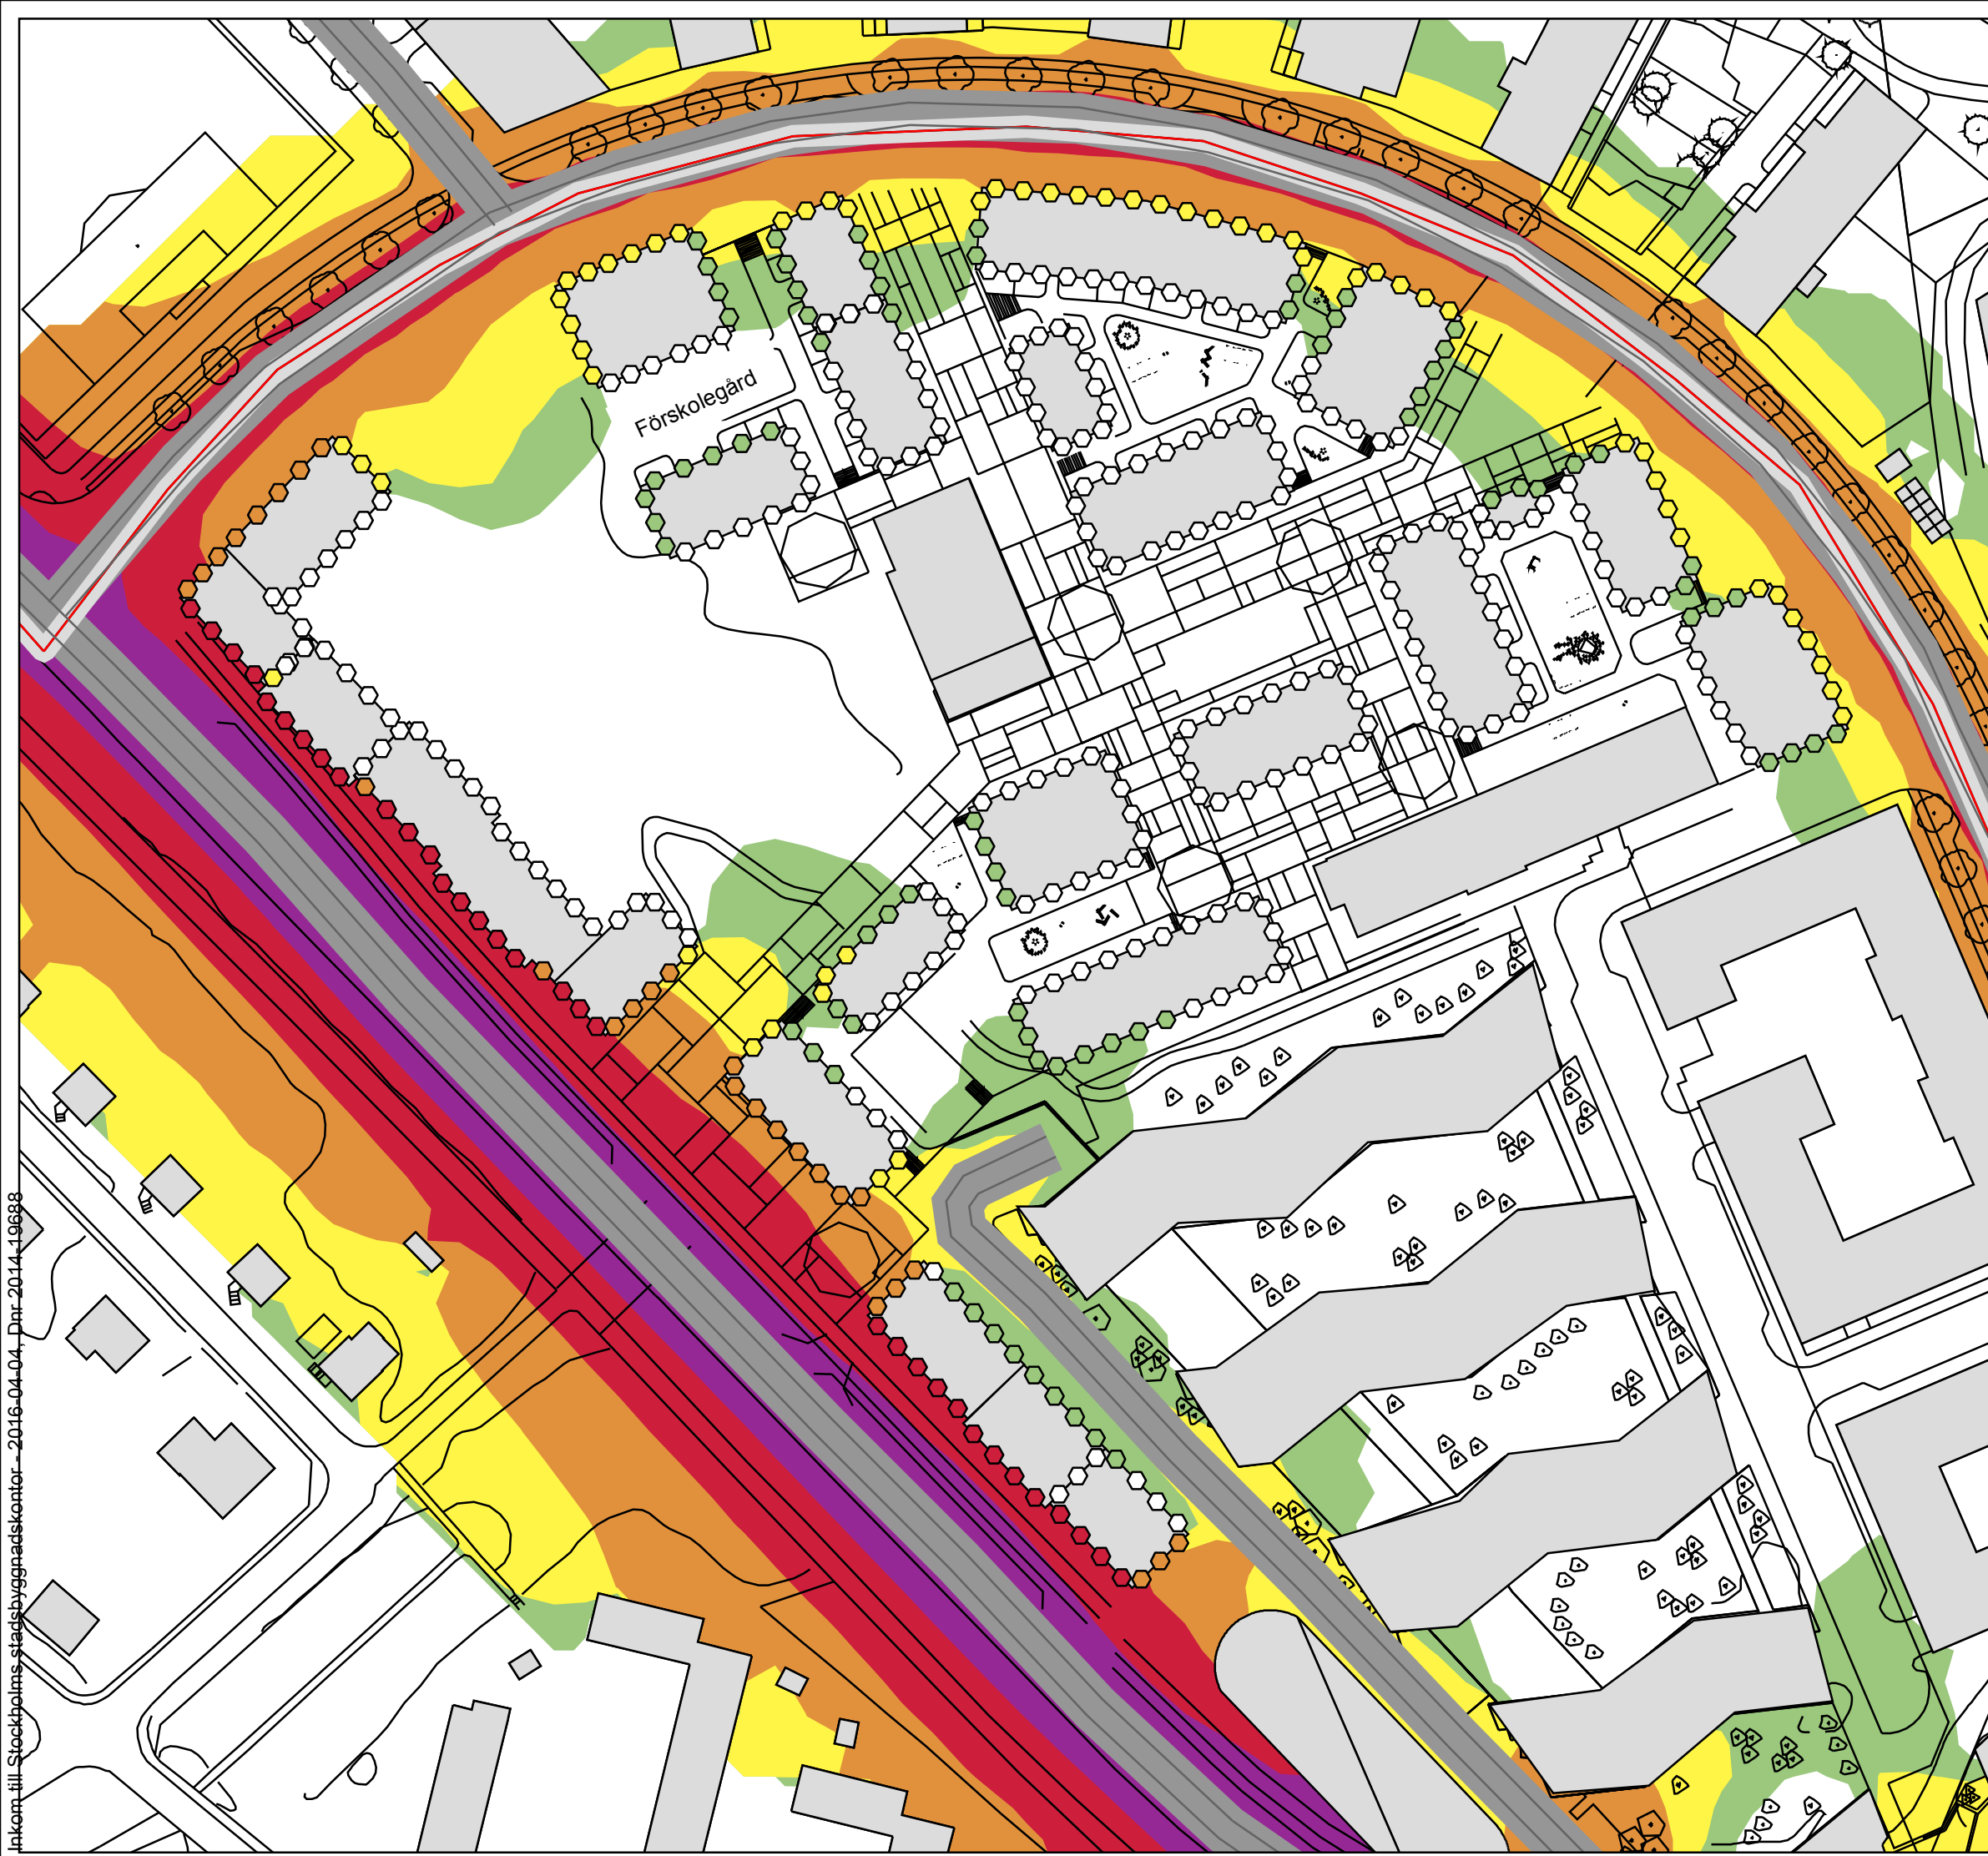 Förskolegård
Inkom till Stockholms stadsbyggnadskontor - 2016-04-04, Dnr 2014-19688